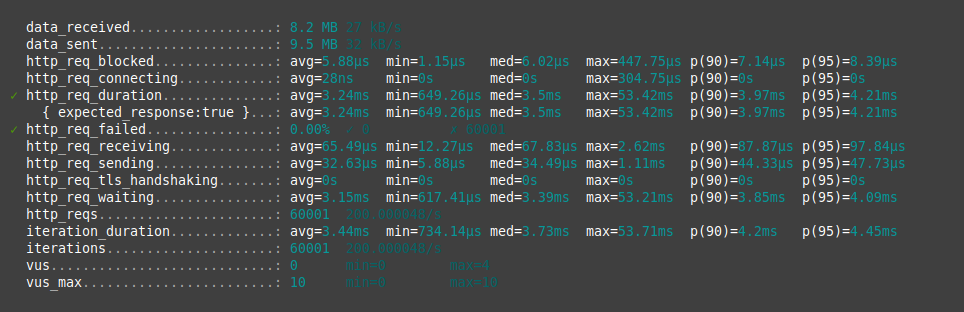 data_received..................: 8.2 MB 27 kB/s
data_sent......................: 9.5 MB 32 kB/s
http_req_blocked...............: avg=5.88µs min=1.15µs med=6.02µs max=447.75µs p(90)=7.14µs p(95)=8.39µs
http_req_connecting............: avg=28ns min=0s med=0s max=304.75µs p(90)=0s p(95)=0s
✓ http_req_duration..............: avg=3.24ms min=649.26µs med=3.5ms max=53.42ms p(90)=3.97ms p(95)=4.21ms
{ expected_response:true }...: avg=3.24ms min=649.26µs med=3.5ms max=53.42ms p(90)=3.97ms p(95)=4.21ms
✓ http_req_failed................: 0.00% ✓ 0 ✗ 60001
http_req_receiving.............: avg=65.49µs min=12.27µs med=67.83µs max=2.62ms p(90)=87.87µs p(95)=97.84µs
http_req_sending...............: avg=32.63µs min=5.88µs med=34.49µs max=1.11ms p(90)=44.33µs p(95)=47.73µs
http_req_tls_handshaking.......: avg=0s min=0s med=0s max=0s p(90)=0s p(95)=0s
http_req_waiting...............: avg=3.15ms min=617.41µs med=3.39ms max=53.21ms p(90)=3.85ms p(95)=4.09ms
http_reqs......................: 60001 200.000048/s
iteration_duration.............: avg=3.44ms min=734.14µs med=3.73ms max=53.71ms p(90)=4.2ms p(95)=4.45ms
iterations.....................: 60001 200.000048/s
vus............................: 0 min=0 max=4
vus_max........................: 10 min=0 max=10